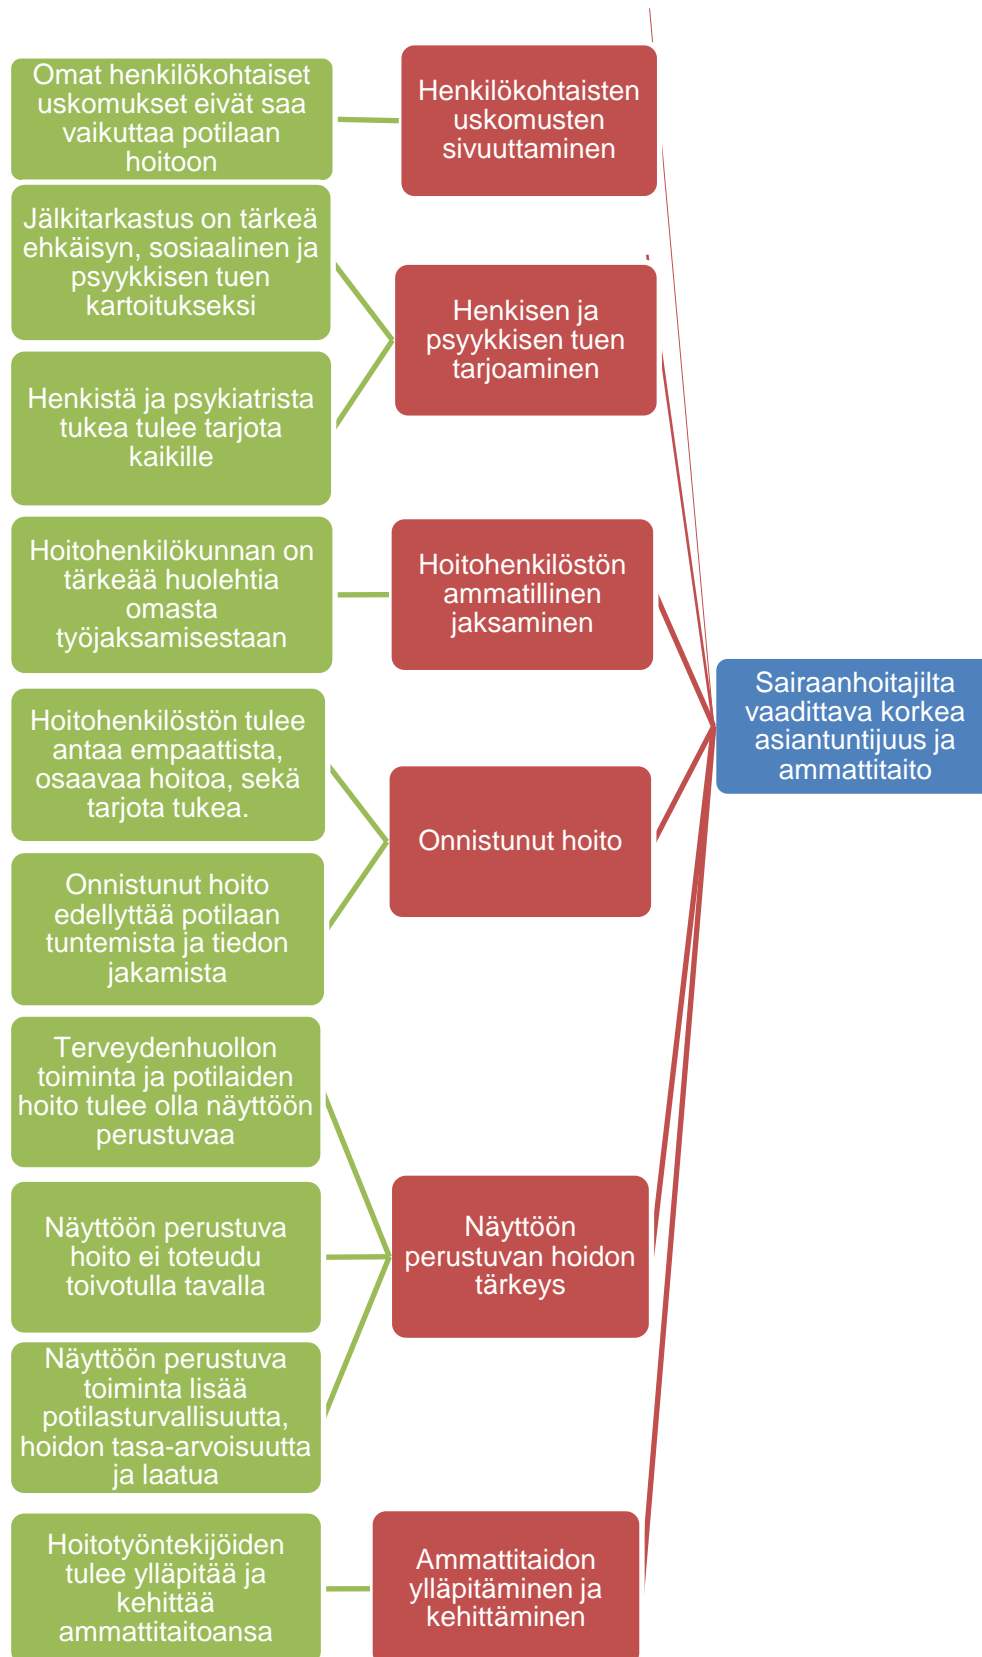 Omat henkilökohtaiset
uskomukset eivät saa
vaikuttaa potilaan
hoitoon
Jälkitarkastus on tärkeä
ehkäisyn, sosiaalinen ja
psyykkisen tuen
kartoitukseksi
Henkistä ja psykiatrista
tukea tulee tarjota
kaikille
Hoitohenkilökunnan on
tärkeää huolehtia
omasta
työjaksamisestaan
Hoitohenkilöstön tulee
antaa empaattista,
osaavaa hoitoa, sekä
tarjota tukea.
Onnistunut hoito
edellyttää potilaan
tuntemista ja tiedon
jakamista
Terveydenhuollon
toiminta ja potilaiden
hoito tulee olla näyttöön
perustuvaa
Näyttöön perustuva
hoito ei toteudu
toivotulla tavalla
Näyttöön perustuva
toiminta lisää
potilasturvallisuutta,
hoidon tasa-arvoisuutta
ja laatua
Hoitotyöntekijöiden
tulee ylläpitää ja
kehittää
ammattitaitoansa
Henkilökohtaisten
uskomusten
sivuuttaminen
Henkisen ja
psyykkisen tuen
tarjoaminen
Hoitohenkilöstön
ammatillinen
jaksaminen
Onnistunut hoito
Näyttöön
perustuvan hoidon
tärkeys
Ammattitaidon
ylläpitäminen ja
kehittäminen
Sairaanhoitajilta
vaadittava korkea
asiantuntijuus ja
ammattitaito